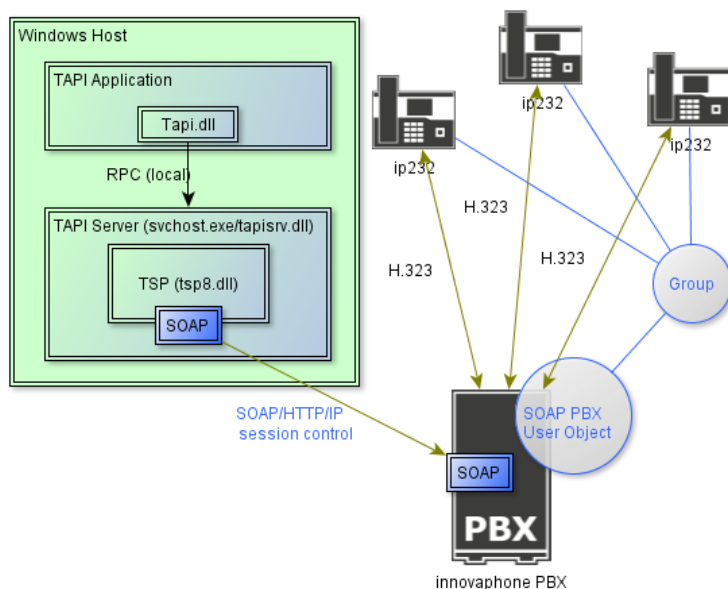 Windows Host
TAPI Application
Tapi.dll
RPC (local)
TAPI Server (svchost.exe/tapisrv.dll)
TSP (tsp8.dll)
SOAP
SOAP/HTTP/IP
session control
ip232
ip232
ip232
H.323
H.323
H.323
Group
SOAP PBX
User Object
SOAP
PBX
innovaphone PBX